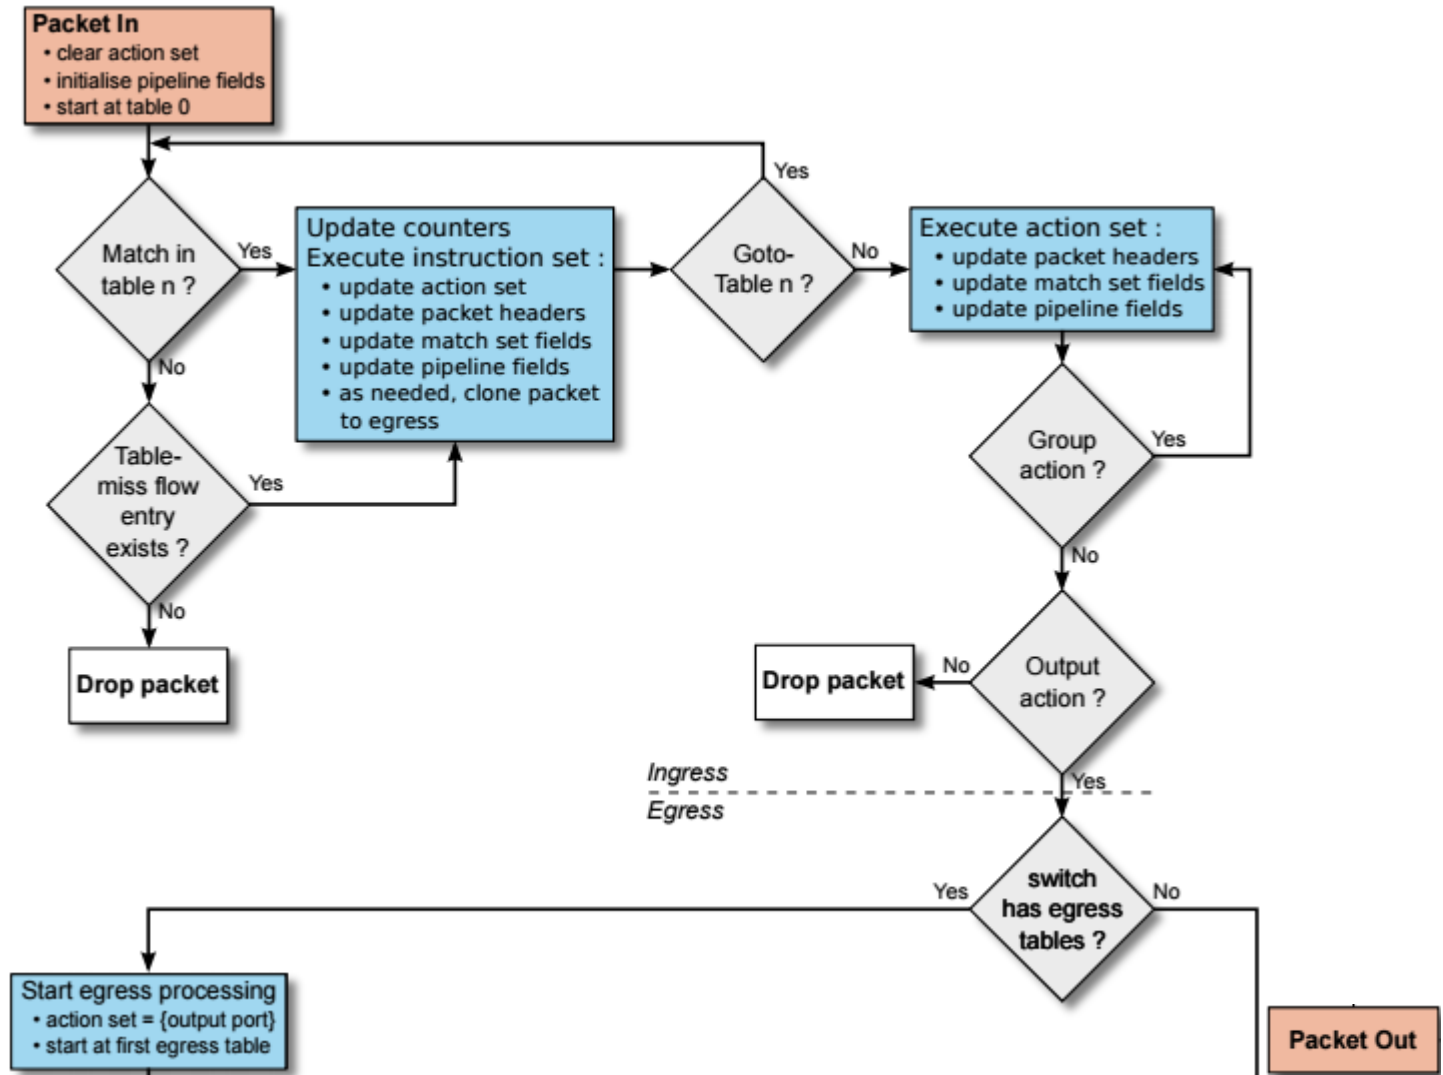 Packet In
• clear action set
• initialise pipeline fields
• start at table 0
Yes
Match in
table n ?
Yes
No
Update counters
Execute instruction set :
• update action set
• update packet headers
• update match set fields
• update pipeline fields
• as needed, clone packet
to egress
Goto-
Table n ?
No
Execute action set :
• update packet headers
• update match set fields
• update pipeline fields
Table-
miss flow
entry
exists ?
Yes
No
Drop packet
Group
action ?
Yes
No
Output
action ?
No
Drop packet
Yes
Ingress
Egress
switch
has egress
tables ?
Yes
No
Start egress processing
• action set = {output port}
• start at first egress table
Packet Out